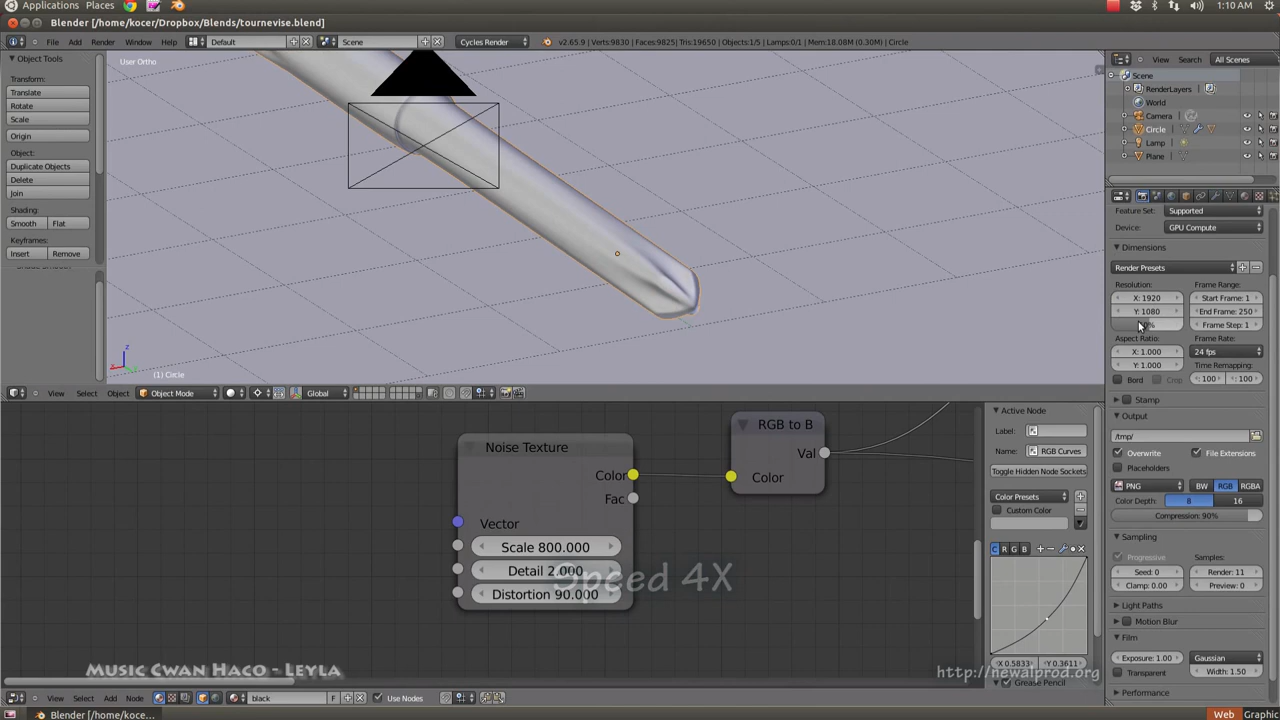 Applications Places 1:10 AM
Blender [/home/kocer/Dropbox/Blends/tournevise.blend]
File Add Render Window Help Default Scene Cycles Render v2.65.9 | Verts:9830 | Faces:9825| Tris:19650 | Objects:1/5 | Lamps:0/1 | Mem:18.08M (0.30M) | Circle View Search All Scenes
Object Tools
Transform:
Translate
Rotate
Scale
Origin
Object:
Duplicate Objects
Delete
Join
Shading:
Smooth Flat
Keyframes:
Insert Remove
User Ortho
(1) Circle
View Select Object Object Mode Global
Scene
RenderLayers
World
Camera
Circle
Lamp
Plane
Feature Set: Supported
Device: GPU Compute
Dimensions
Render Presets
Resolution: Frame Range:
X: 1920 Start Frame: 1
Y: 1080 End Frame: 250
Frame Step: 1
Aspect Ratio: Frame Rate:
X: 1.000 24 fps
Y: 1.000 Time Remapping:
Bord Crop : 100 : 100
Stamp
Output
/tmp/
Overwrite File Extensions
Placeholders
PNG BW RGB RGBA
Color Depth: 8 16
Compression: 90%
Sampling
Progressive Samples:
Seed: 0 Render: 11
Clamp: 0.00 Preview: 0
Light Paths
Motion Blur
Film
Exposure: 1.00 Gaussian
Transparent Width: 1.50
Performance
Noise Texture
Color
Fac
Vector
Scale 800.000
Detail 2.000
Distortion 90.000
RGB to B
Val
Color
Speed 4X
Active Node
Label:
Name: RGB Curves
Toggle Hidden Node Sockets
Color Presets
Custom Color
C R G B
X 0.5833 Y 0.3611
Grease Pencil
Music Cwan Haco - Leyla
http://newalprod.org
View Select Add Node black F Use Nodes
Blender [/home/koce... Web Graphic